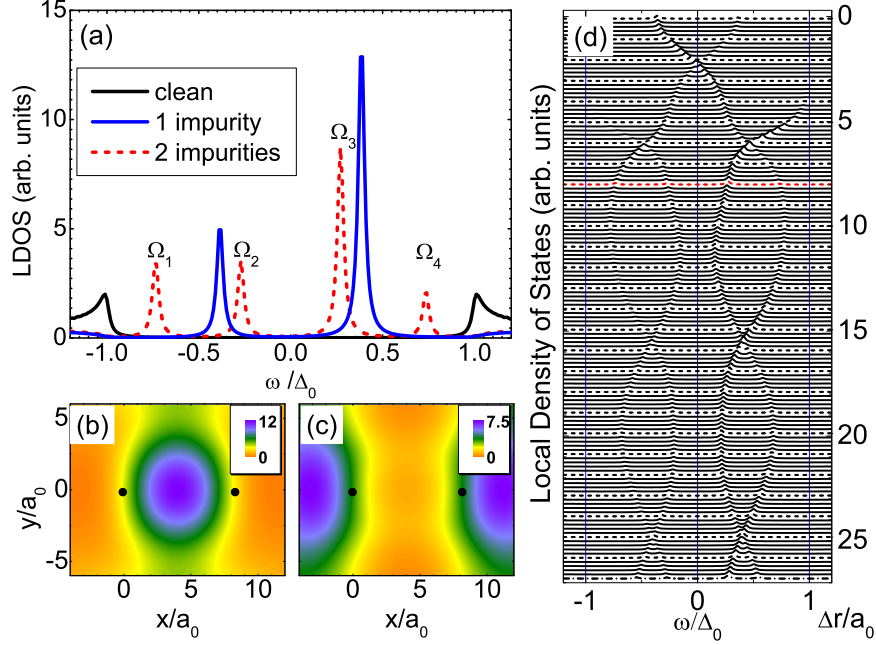 (a)
15
10
5
0
LDOS (arb. units)
clean
1 impurity
2 impurities
Ω1
Ω2
Ω3
Ω4
-1.0 -0.5 0.0 0.5 1.0
ω/Δ0
(b)
12
0
5
0
-5
y/a0
0 5 10
x/a0
(c)
7.5
0
0 5 10
x/a0
(d)
Local Density of States (arb. units)
0
5
10
15
20
25
-1 0 1
ω/Δ0
Δr/a0